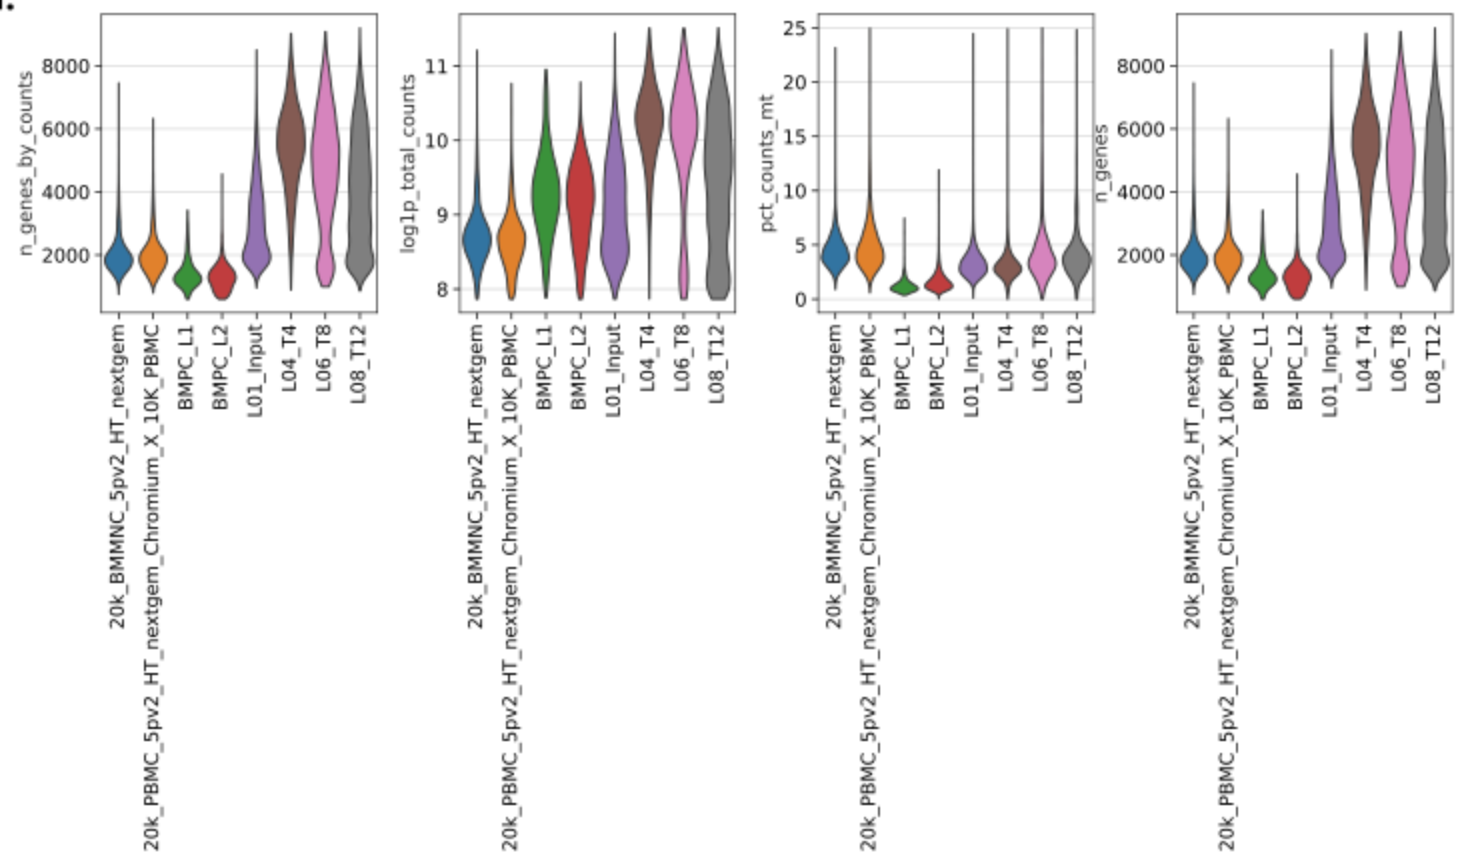 n_genes_by_counts
8000
6000
4000
2000
20k_BMMNC_5pv2_HT_nextgem
20k_PBMC_5pv2_HT_nextgem_Chromium_X_10K_PBMC
BMPC_L1
BMPC_L2
L01_Input
L04_T4
L06_T8
L08_T12
log1p_total_counts
11
10
9
8
20k_BMMNC_5pv2_HT_nextgem
20k_PBMC_5pv2_HT_nextgem_Chromium_X_10K_PBMC
BMPC_L1
BMPC_L2
L01_Input
L04_T4
L06_T8
L08_T12
pct_counts_mt
25
20
15
10
5
0
20k_BMMNC_5pv2_HT_nextgem
20k_PBMC_5pv2_HT_nextgem_Chromium_X_10K_PBMC
BMPC_L1
BMPC_L2
L01_Input
L04_T4
L06_T8
L08_T12
n_genes
8000
6000
4000
2000
20k_BMMNC_5pv2_HT_nextgem
20k_PBMC_5pv2_HT_nextgem_Chromium_X_10K_PBMC
BMPC_L1
BMPC_L2
L01_Input
L04_T4
L06_T8
L08_T12